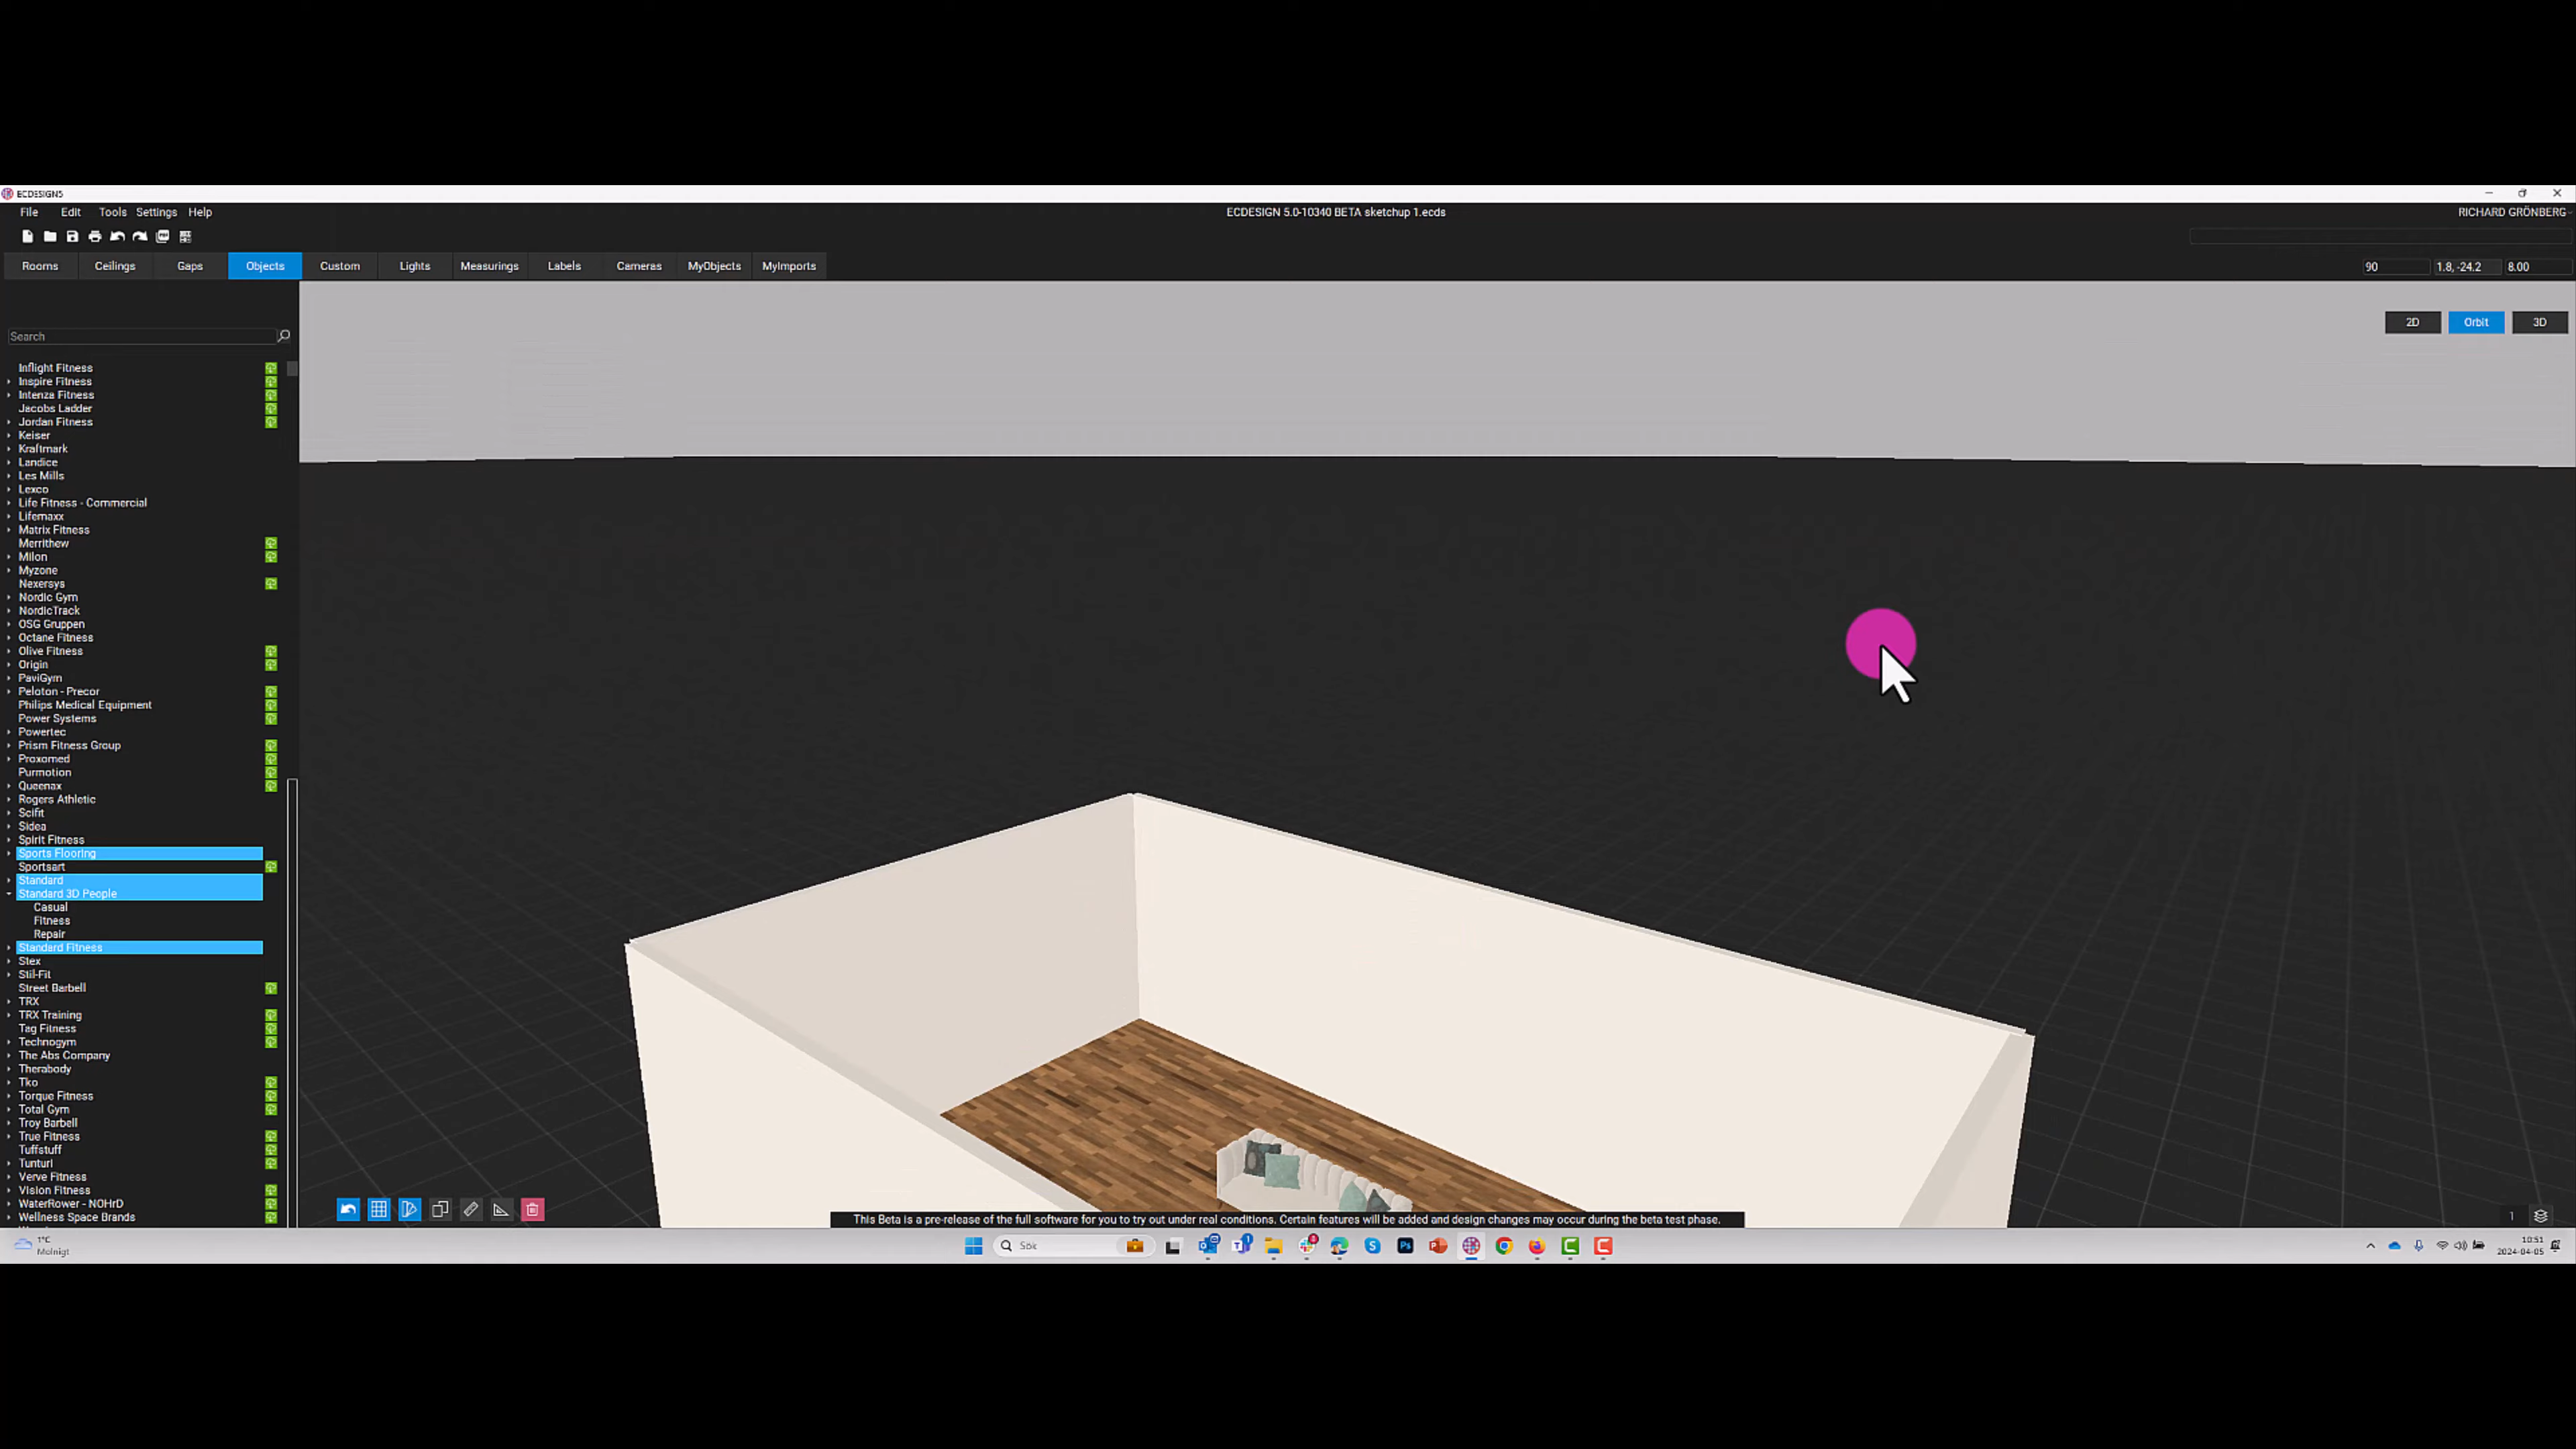 ECDESIGN5
File Edit Tools Settings Help
ECDESIGN 5.0-10340 BETA sketchup 1.ecds
RICHARD GRÖNBERG
Rooms Ceilings Gaps Objects Custom Lights Measurings Labels Cameras MyObjects MyImports
90 1.8, -24.2 8.00
2D Orbit 3D
Search
Inflight Fitness
Inspire Fitness
Intenza Fitness
Jacobs Ladder
Jordan Fitness
Keiser
Kraftmark
Landice
Les Mills
Lexco
Life Fitness - Commercial
Lifemaxx
Matrix Fitness
Merrithew
Milon
Myzone
Nexersys
Nordic Gym
NordicTrack
OSG Gruppen
Octane Fitness
Olive Fitness
Origin
PaviGym
Peloton - Precor
Philips Medical Equipment
Power Systems
Powertec
Prism Fitness Group
Proxomed
Purmotion
Queenax
Rogers Athletic
Scifit
Sidea
Spirit Fitness
Sports Flooring
Sportsart
Standard
Standard 3D People
Casual
Fitness
Repair
Standard Fitness
Stex
Stil-Fit
Street Barbell
TRX
TRX Training
Tag Fitness
Technogym
The Abs Company
Therabody
Tko
Torque Fitness
Total Gym
Troy Barbell
True Fitness
Tuffstuff
Tunturi
Verve Fitness
Vision Fitness
WaterRower - NOHrD
Wellness Space Brands
This Beta is a pre-release of the full software for you to try out under real conditions. Certain features will be added and design changes may occur during the beta test phase.
1
1°C
Molnigt
Sök
10:51
2024-04-05